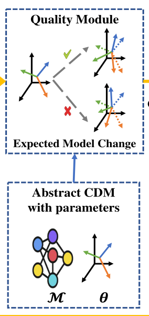 Quality Module
Expected Model Change
Abstract CDM
with parameters
ℳ θ